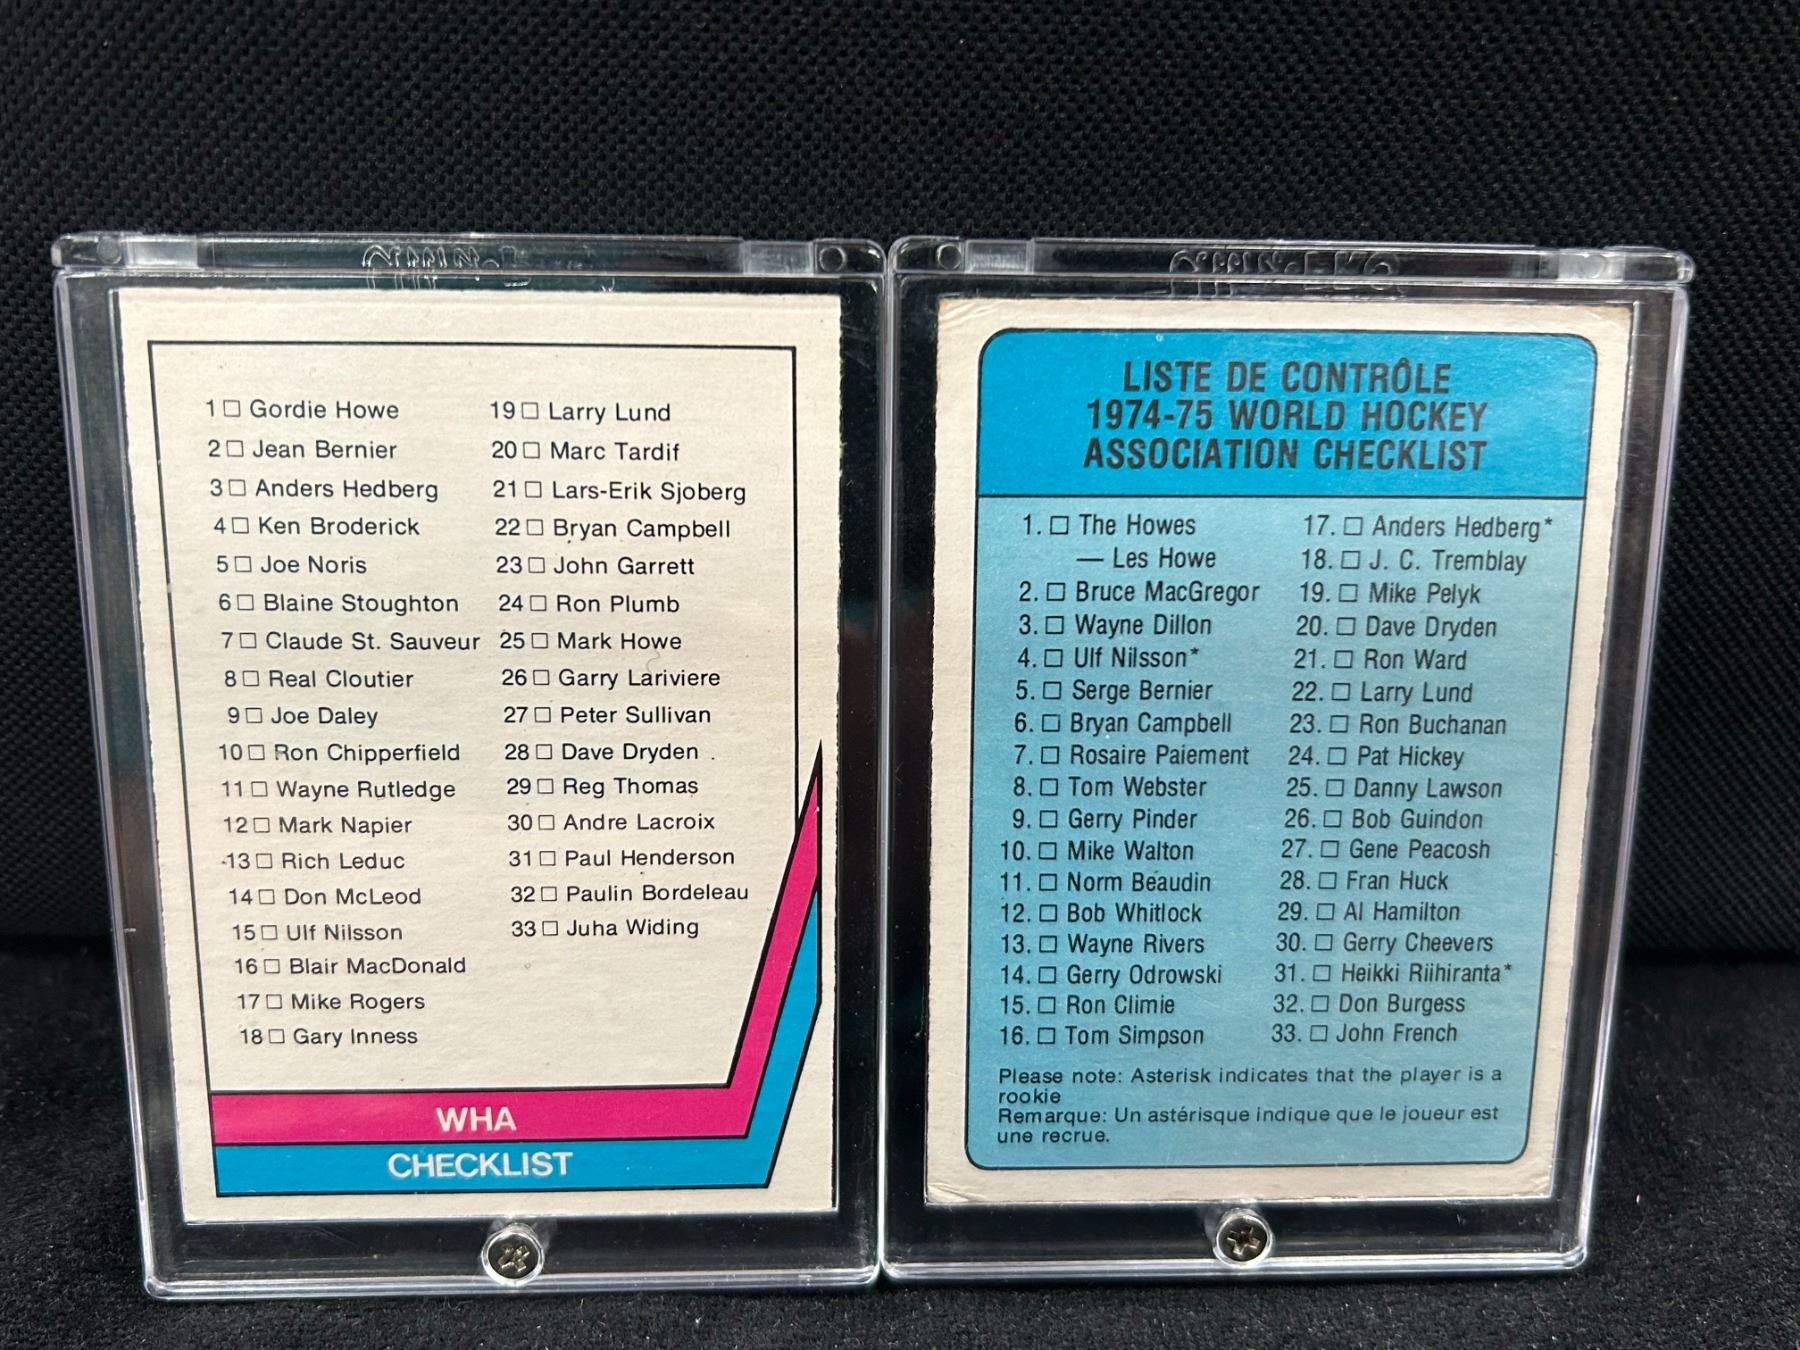 1 □ Gordie Howe
2 □ Jean Bernier
3 □ Anders Hedberg
4 □ Ken Broderick
5 □ Joe Noris
6 □ Blaine Stoughton
7 □ Claude St. Sauveur
8 □ Real Cloutier
9 □ Joe Daley
10 □ Ron Chipperfield
11 □ Wayne Rutledge
12 □ Mark Napier
13 □ Rich Leduc
14 □ Don McLeod
15 □ Ulf Nilsson
16 □ Blair MacDonald
17 □ Mike Rogers
18 □ Gary Inness
19 □ Larry Lund
20 □ Marc Tardif
21 □ Lars-Erik Sjoberg
22 □ Bryan Campbell
23 □ John Garrett
24 □ Ron Plumb
25 □ Mark Howe
26 □ Garry Lariviere
27 □ Peter Sullivan
28 □ Dave Dryden
29 □ Reg Thomas
30 □ Andre Lacroix
31 □ Paul Henderson
32 □ Paulin Bordeleau
33 □ Juha Widing
WHA
CHECKLIST
LISTE DE CONTRÔLE
1974-75 WORLD HOCKEY
ASSOCIATION CHECKLIST
1. □ The Howes
— Les Howe
2. □ Bruce MacGregor
3. □ Wayne Dillon
4. □ Ulf Nilsson*
5. □ Serge Bernier
6. □ Bryan Campbell
7. □ Rosaire Paiement
8. □ Tom Webster
9. □ Gerry Pinder
10. □ Mike Walton
11. □ Norm Beaudin
12. □ Bob Whitlock
13. □ Wayne Rivers
14. □ Gerry Odrowski
15. □ Ron Climie
16. □ Tom Simpson
17. □ Anders Hedberg*
18. □ J. C. Tremblay
19. □ Mike Pelyk
20. □ Dave Dryden
21. □ Ron Ward
22. □ Larry Lund
23. □ Ron Buchanan
24. □ Pat Hickey
25. □ Danny Lawson
26. □ Bob Guindon
27. □ Gene Peacosh
28. □ Fran Huck
29. □ Al Hamilton
30. □ Gerry Cheevers
31. □ Heikki Riihiranta*
32. □ Don Burgess
33. □ John French
Please note: Asterisk indicates that the player is a
rookie
Remarque: Un astérisque indique que le joueur est
une recrue.